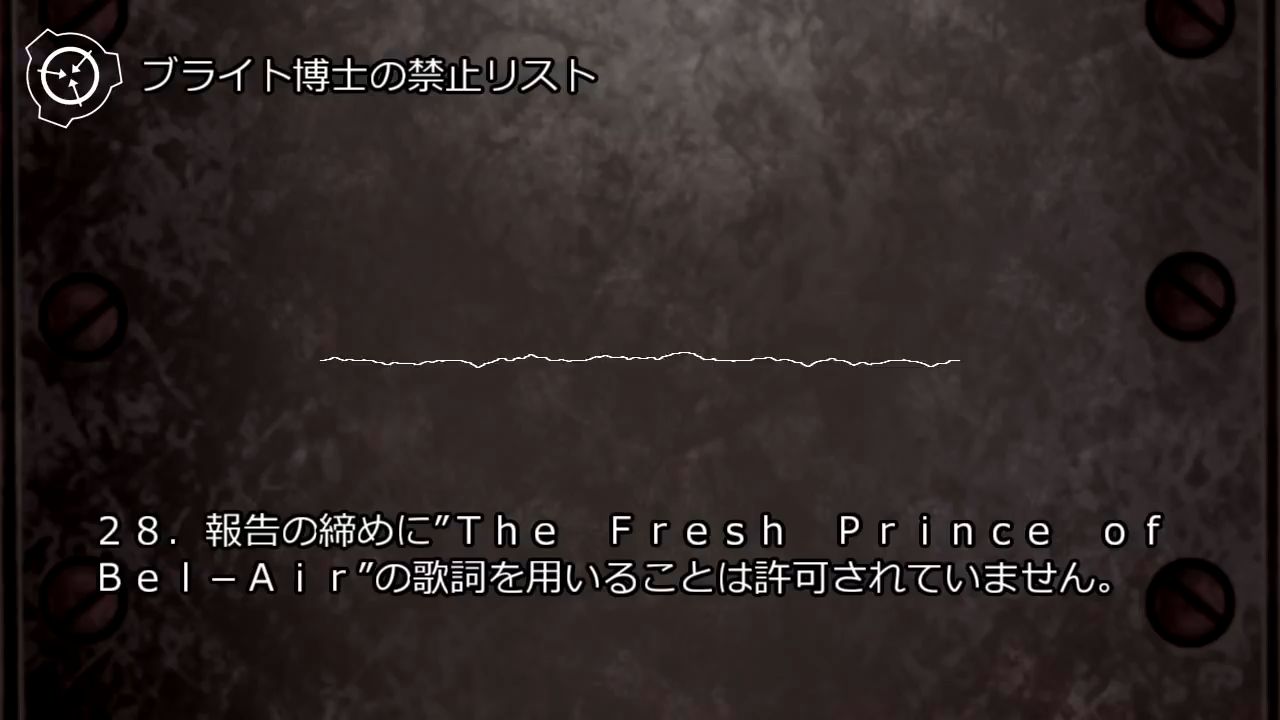 ブライト博士の禁止リスト
２８．報告の締めに”Ｔｈｅ　Ｆｒｅｓｈ　Ｐｒｉｎｃｅ　ｏｆ
Ｂｅｌ－Ａｉｒ”の歌詞を用いることは許可されていません。